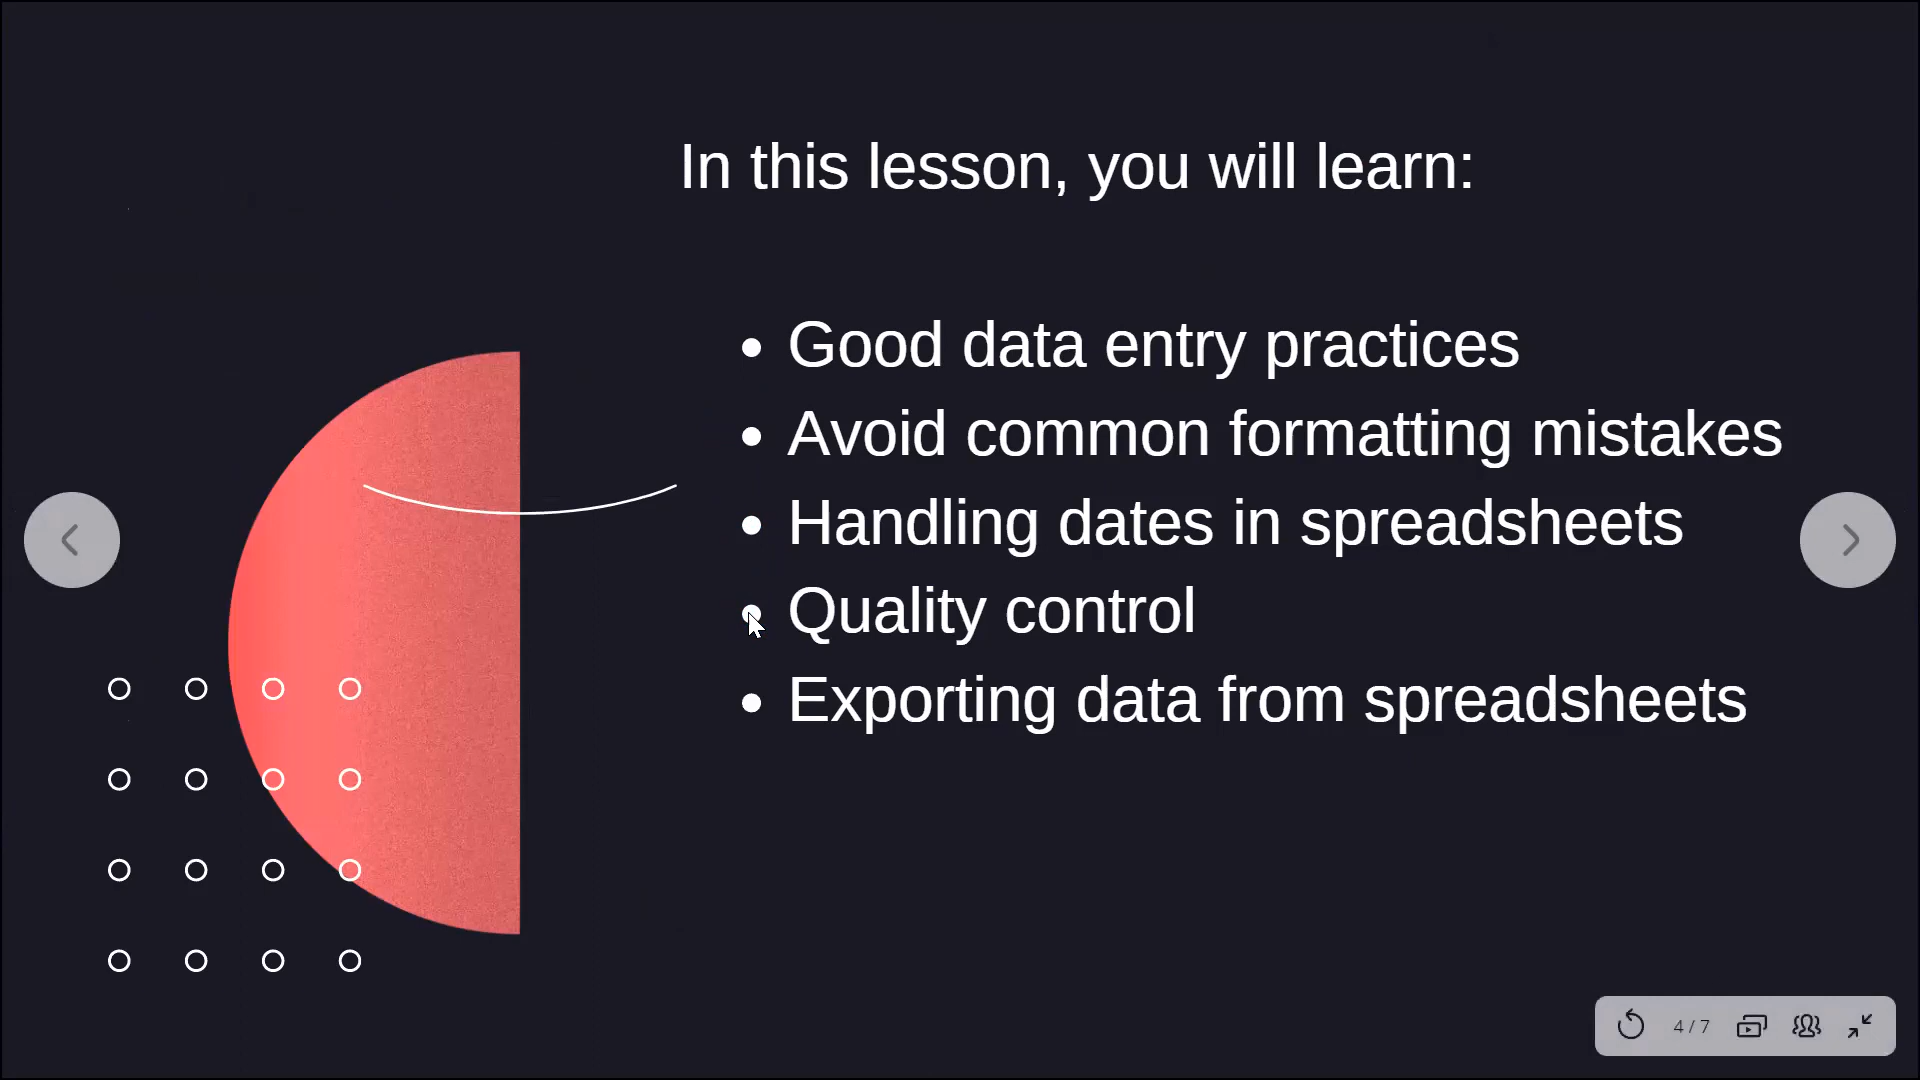 In this lesson, you will learn:
• Good data entry practices
• Avoid common formatting mistakes
• Handling dates in spreadsheets
• Quality control
• Exporting data from spreadsheets
4 / 7